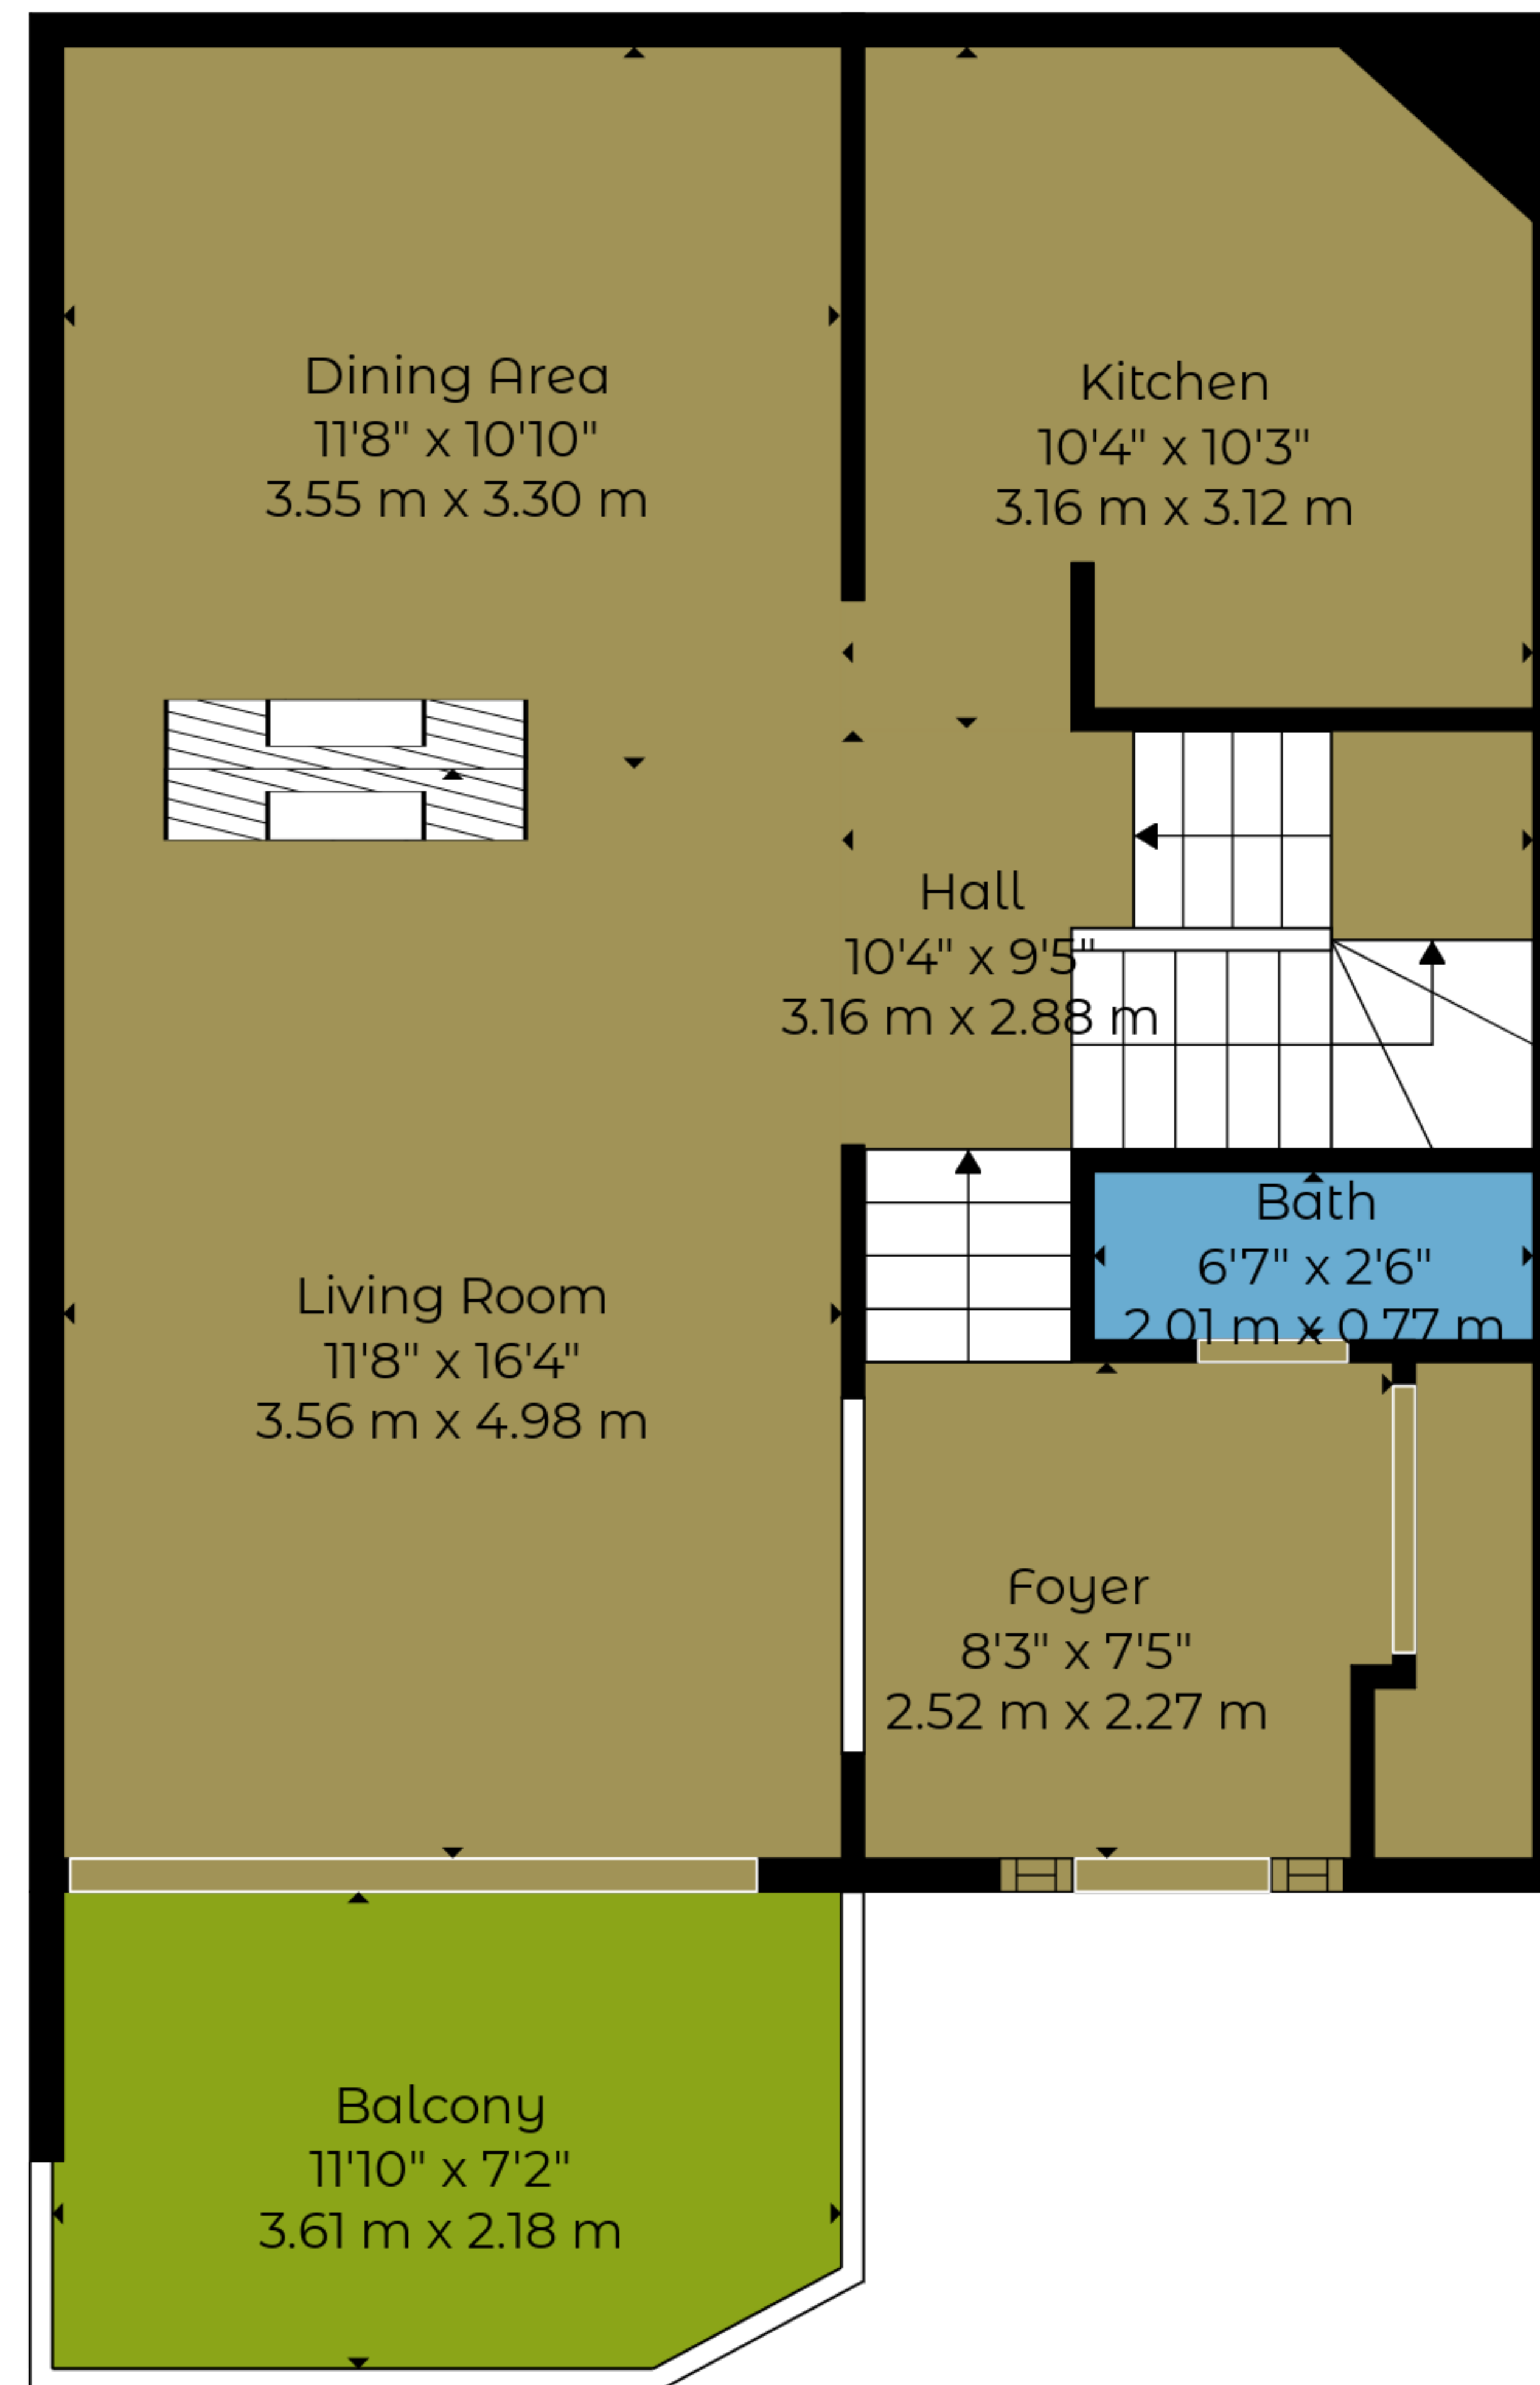 Dining Area
11'8" x 10'10"
3.55 m x 3.30 m
Kitchen
10'4" x 10'3"
3.16 m x 3.12 m
Hall
10'4" x 9'5"
3.16 m x 2.88 m
Bath
6'7" x 2'6"
2.01 m x 0.77 m
Living Room
11'8" x 16'4"
3.56 m x 4.98 m
Foyer
8'3" x 7'5"
2.52 m x 2.27 m
Balcony
11'10" x 7'2"
3.61 m x 2.18 m